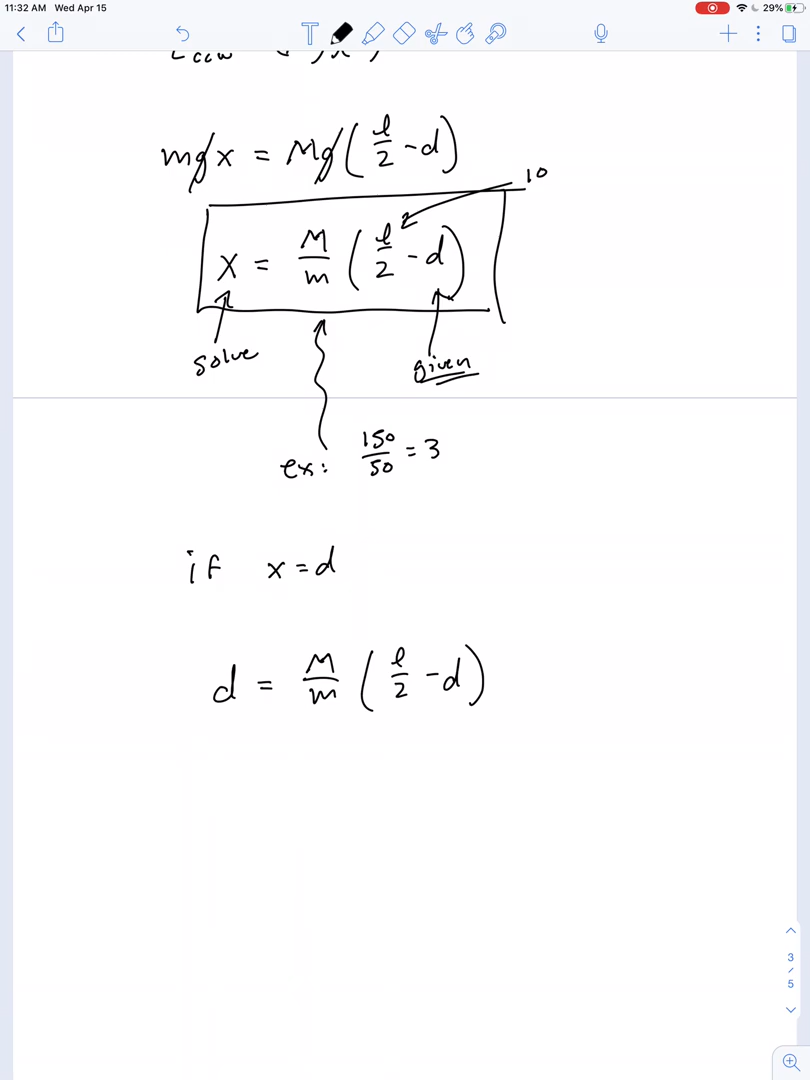 11:32 AM Wed Apr 15
29%
T
mgx = Mg(l/2 - d)
10
x = M/m (l/2 - d)
solve
given
ex: 150/50 = 3
if x = d
d = M/m (l/2 - d)
3
/
5